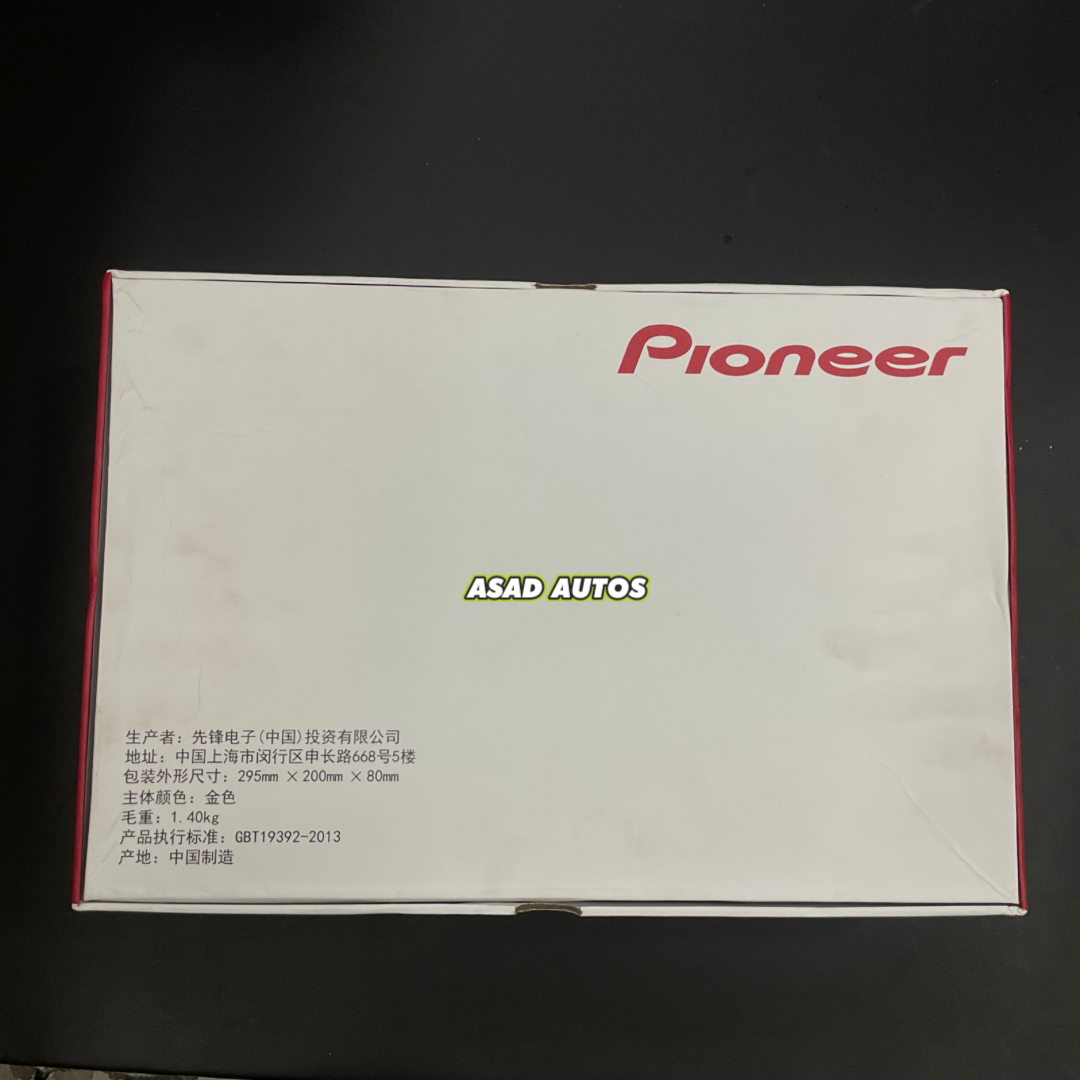 Pioneer
ASAD AUTOS
生产者：先锋电子(中国)投资有限公司
地址：中国上海市闵行区申长路668号5楼
包装外形尺寸：295mm×200mm×80mm
主体颜色：金色
毛重：1.40kg
产品执行标准：GBT19392-2013
产地：中国制造